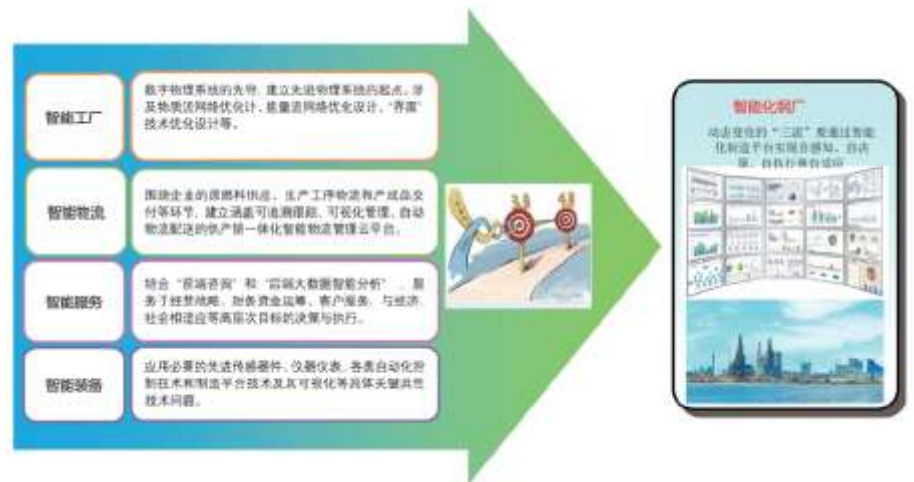 智能工厂
数字物理系统的先导,建立先进物理系统的起点。涉
及物质流网络优化计、能量流网络优化设计、“界面”
技术优化设计等。
智能物流
围绕企业的原燃料供应、生产工序物流和产成品交
付等环节,建立涵盖可追溯跟踪、可视化管理、自动
物流配送的供产销一体化智能物流管理云平台。
智能服务
结合“前端咨询”和“后端大数据智能分析”,服
务于经营战略、财务资金运筹、客户服务、与经济
社会相适应等高层次目标的决策与执行。
智能装备
应用必要的先进传感器件、仪器仪表、各类自动化控
制技术和制造平台技术及其可视化等具体关键共性
技术问题。
3.0
4.0
智能化钢厂
动态变化的“三流”要通过智能
化制造平台实现自感知、自决
策、自执行和自适应